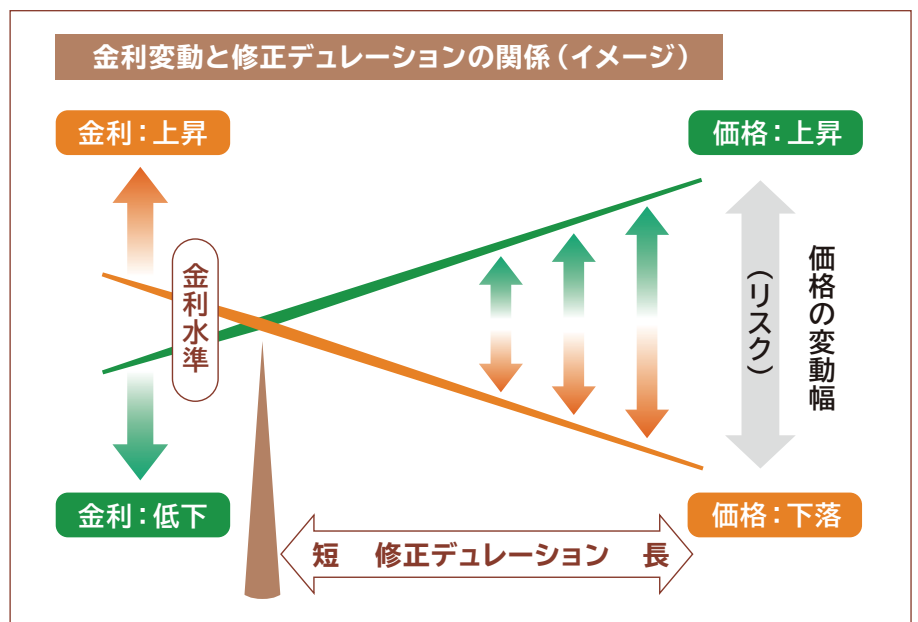 金利変動と修正デュレーションの関係（イメージ）
金利：上昇
価格：上昇
金利水準
（リスク）
価格の変動幅
金利：低下
価格：下落
短　修正デュレーション　長